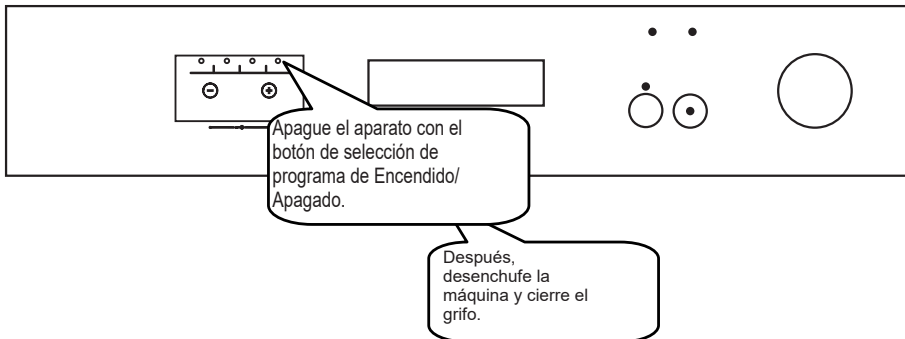 Apague el aparato con el
botón de selección de
programa de Encendido/
Apagado.
Después,
desenchufe la
máquina y cierre el
grifo.